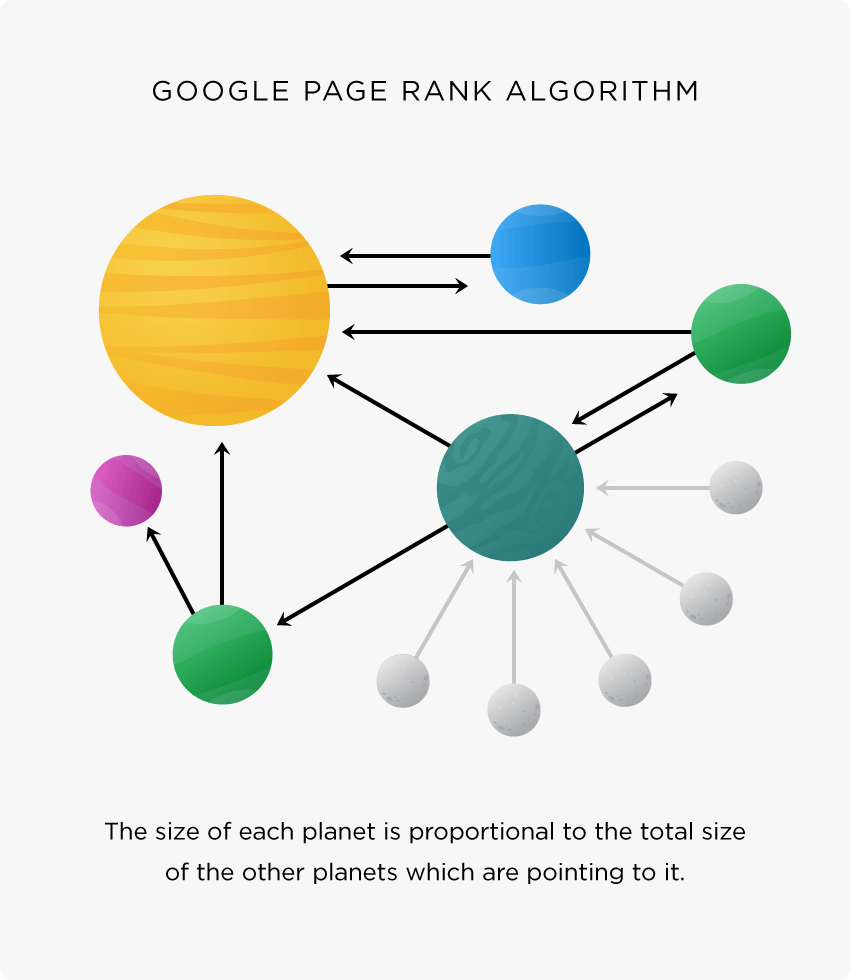 GOOGLE PAGE RANK ALGORITHM
The size of each planet is proportional to the total size
of the other planets which are pointing to it.